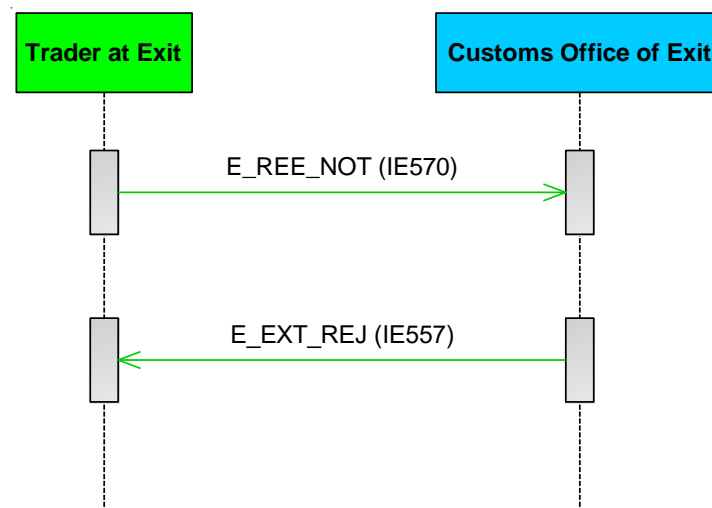 Trader at Exit
Customs Office of Exit
E_REE_NOT (IE570)
E_EXT_REJ (IE557)